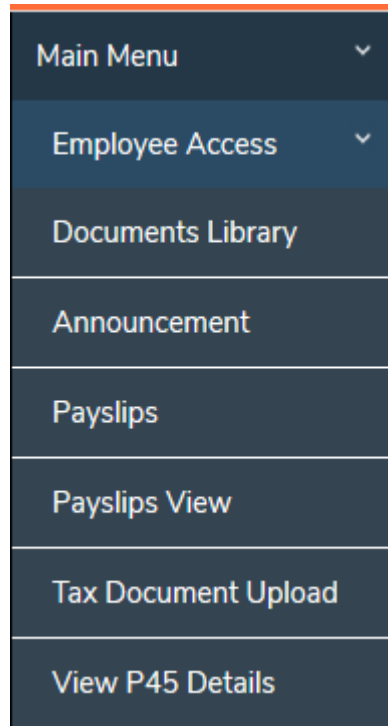 Main Menu
Employee Access
Documents Library
Announcement
Payslips
Payslips View
Tax Document Upload
View P45 Details